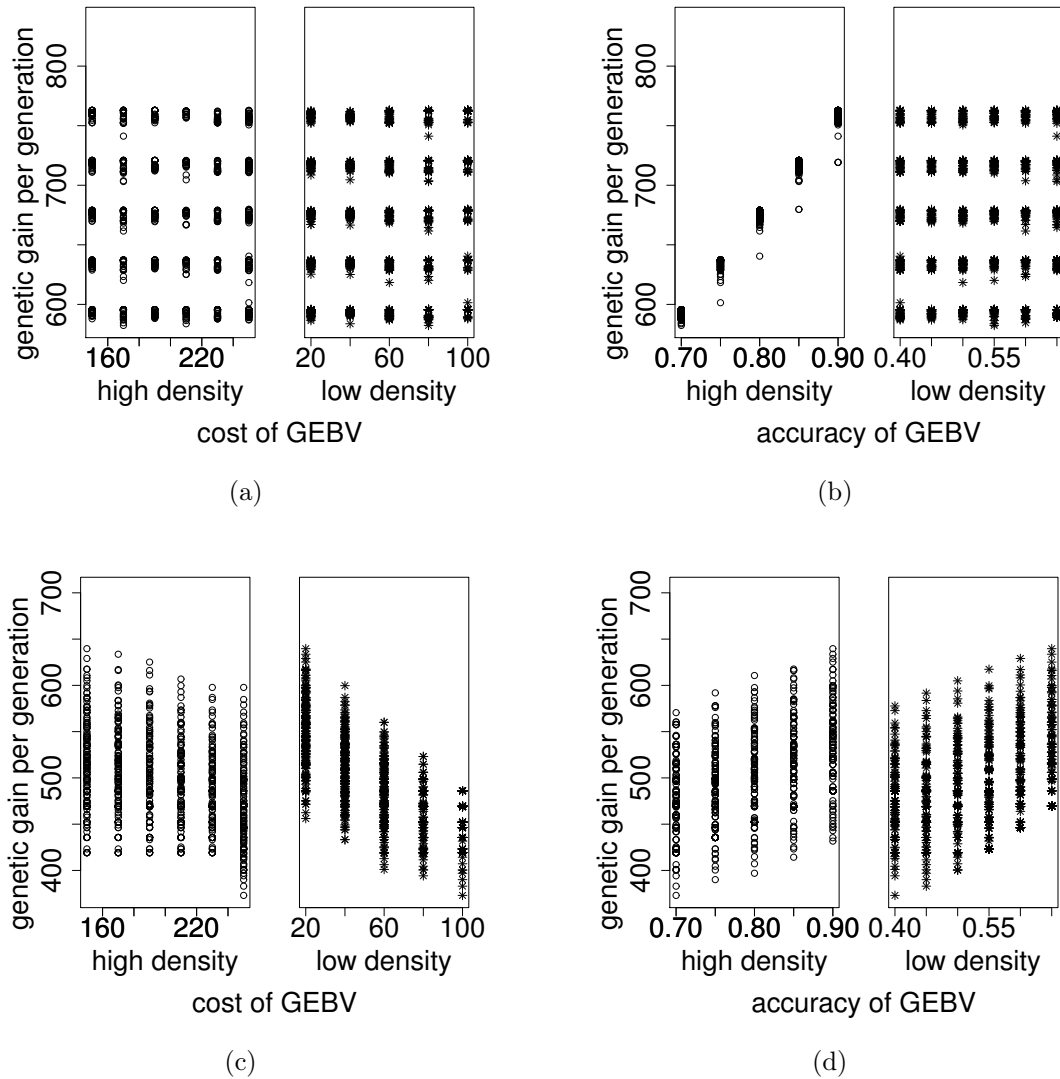 genetic gain per generation
800
700
600
160 220
high density
20 60 100
low density
cost of GEBV
(a)
genetic gain per generation
800
700
600
0.70 0.80 0.90
high density
0.40 0.55
low density
accuracy of GEBV
(b)
genetic gain per generation
700
600
500
400
160 220
high density
20 60 100
low density
cost of GEBV
(c)
genetic gain per generation
700
600
500
400
0.70 0.80 0.90
high density
0.40 0.55
low density
accuracy of GEBV
(d)